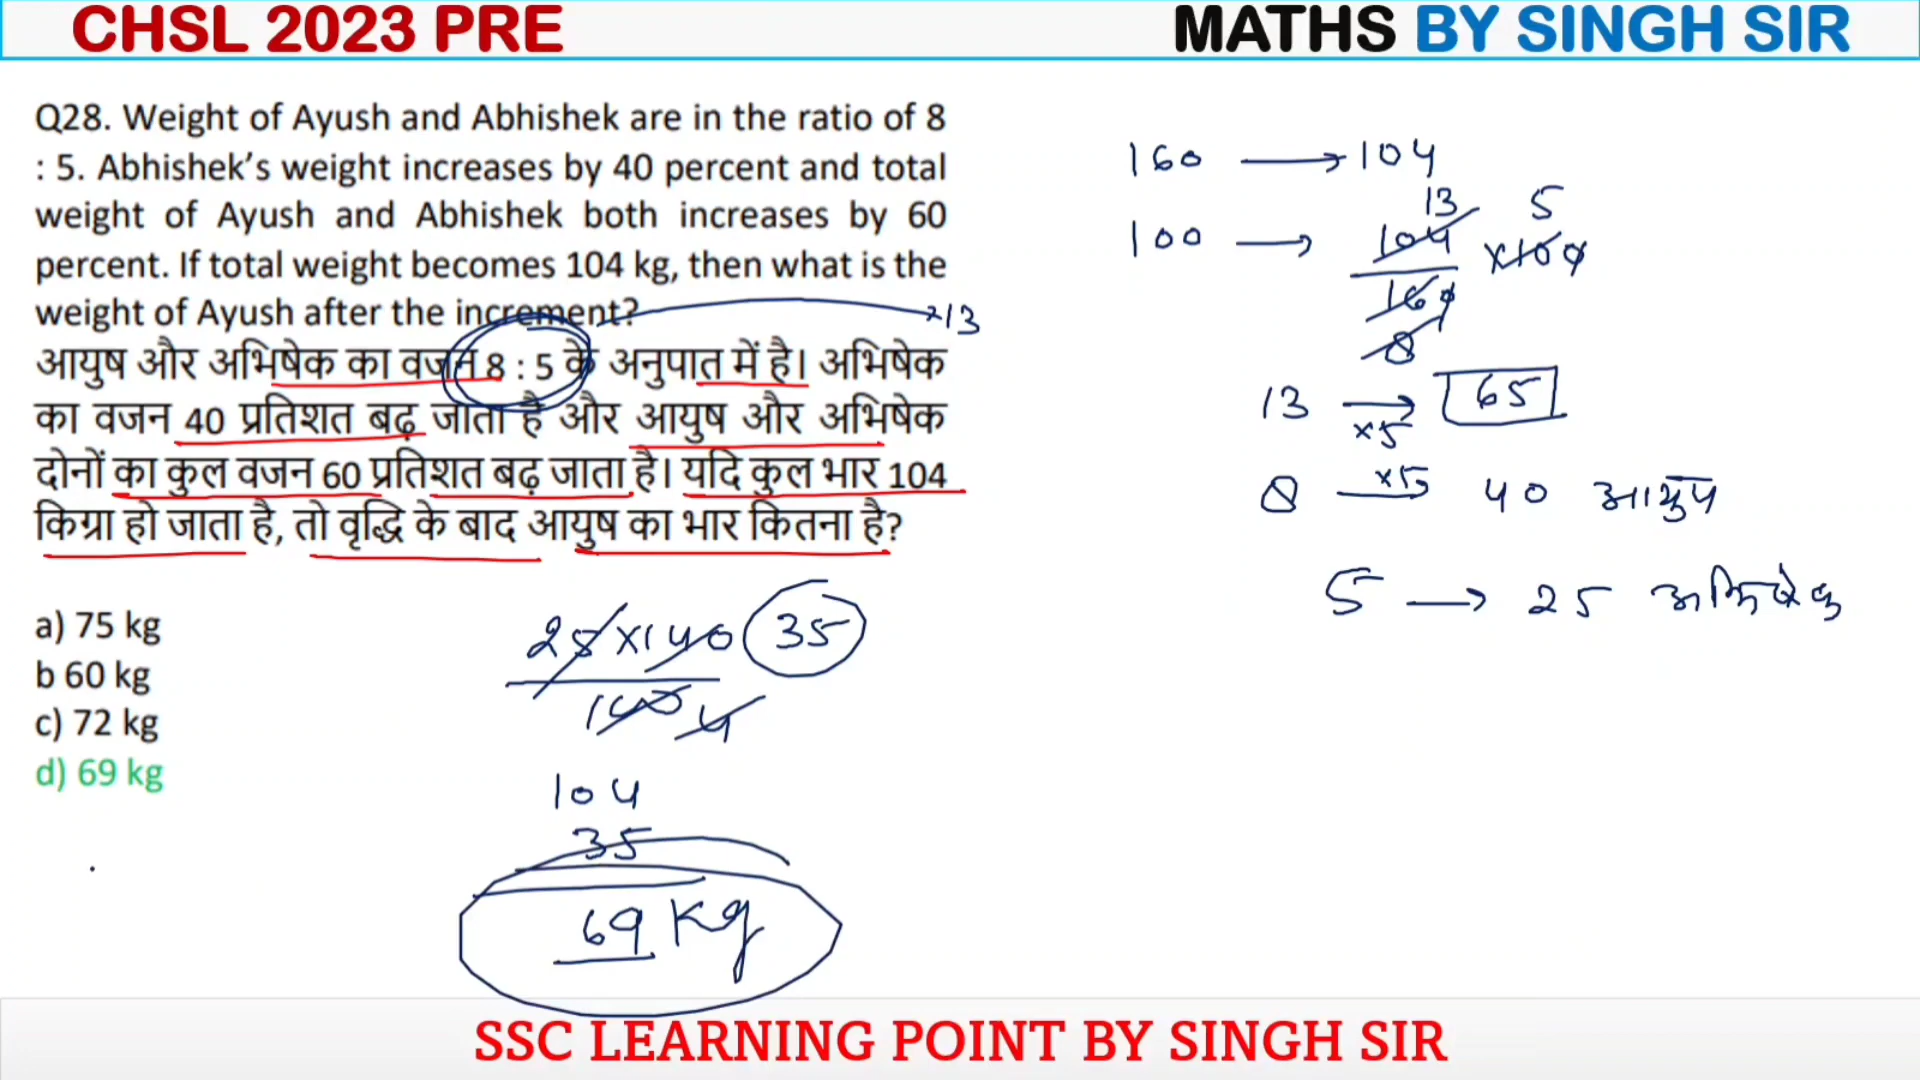 CHSL 2023 PRE
MATHS BY SINGH SIR
Q28. Weight of Ayush and Abhishek are in the ratio of 8
: 5. Abhishek’s weight increases by 40 percent and total
weight of Ayush and Abhishek both increases by 60
percent. If total weight becomes 104 kg, then what is the
weight of Ayush after the increment?
→13
आयुष और अभिषेक का वजन 8 : 5 के अनुपात में है। अभिषेक
का वजन 40 प्रतिशत बढ़ जाता है और आयुष और अभिषेक
दोनों का कुल वजन 60 प्रतिशत बढ़ जाता है। यदि कुल भार 104
किग्रा हो जाता है, तो वृद्धि के बाद आयुष का भार कितना है?
a) 75 kg
b 60 kg
c) 72 kg
d) 69 kg
25 × 140 35
100 4
104
35
69 kg
160 → 104
13 5
100 → 104 × 100
160
8
13 → 65
×5
×5
8 → 40 आयुष
5 → 25 अभिषेक
SSC LEARNING POINT BY SINGH SIR